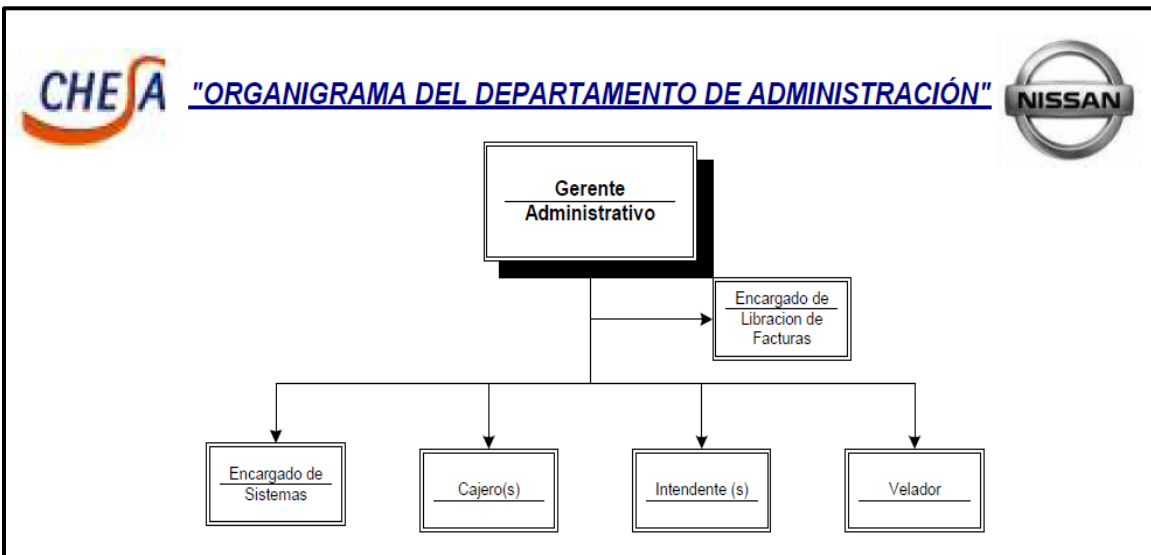 CHESA
"ORGANIGRAMA DEL DEPARTAMENTO DE ADMINISTRACIÓN"
NISSAN
Gerente
Administrativo
Encargado de
Libracion de
Facturas
Encargado de
Sistemas
Cajero(s)
Intendente (s)
Velador